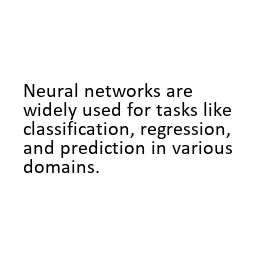 Neural networks are
widely used for tasks like
classification, regression,
and prediction in various
domains.